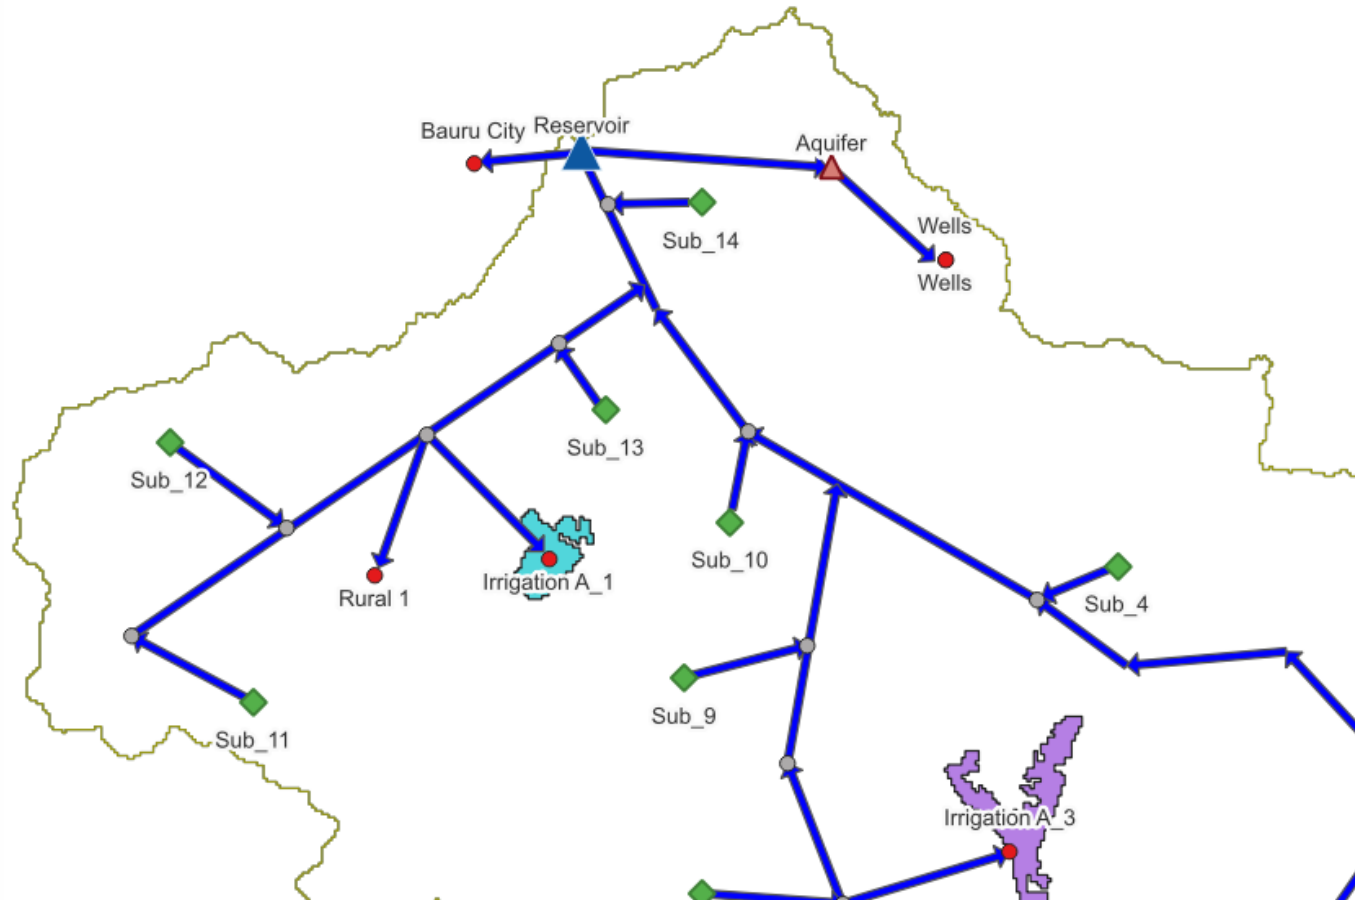 Reservoir
Bauru City
Aquifer
Wells
Sub_14
Wells
Sub_13
Sub_12
Sub_10
Irrigation A_1
Rural 1
Sub_4
Sub_9
Sub_11
Irrigation A_3